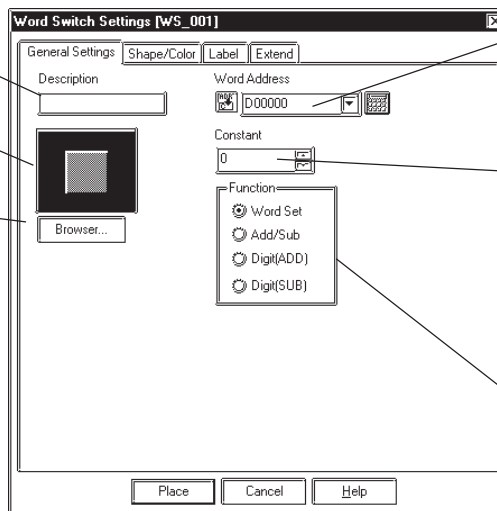 Word Switch Settings [WS_001]
General Settings Shape/Color Label Extend
Description
Word Address
D00000
Constant
0
Browser...
Function
Word Set
Add/Sub
Digit(ADD)
Digit(SUB)
Place Cancel Help